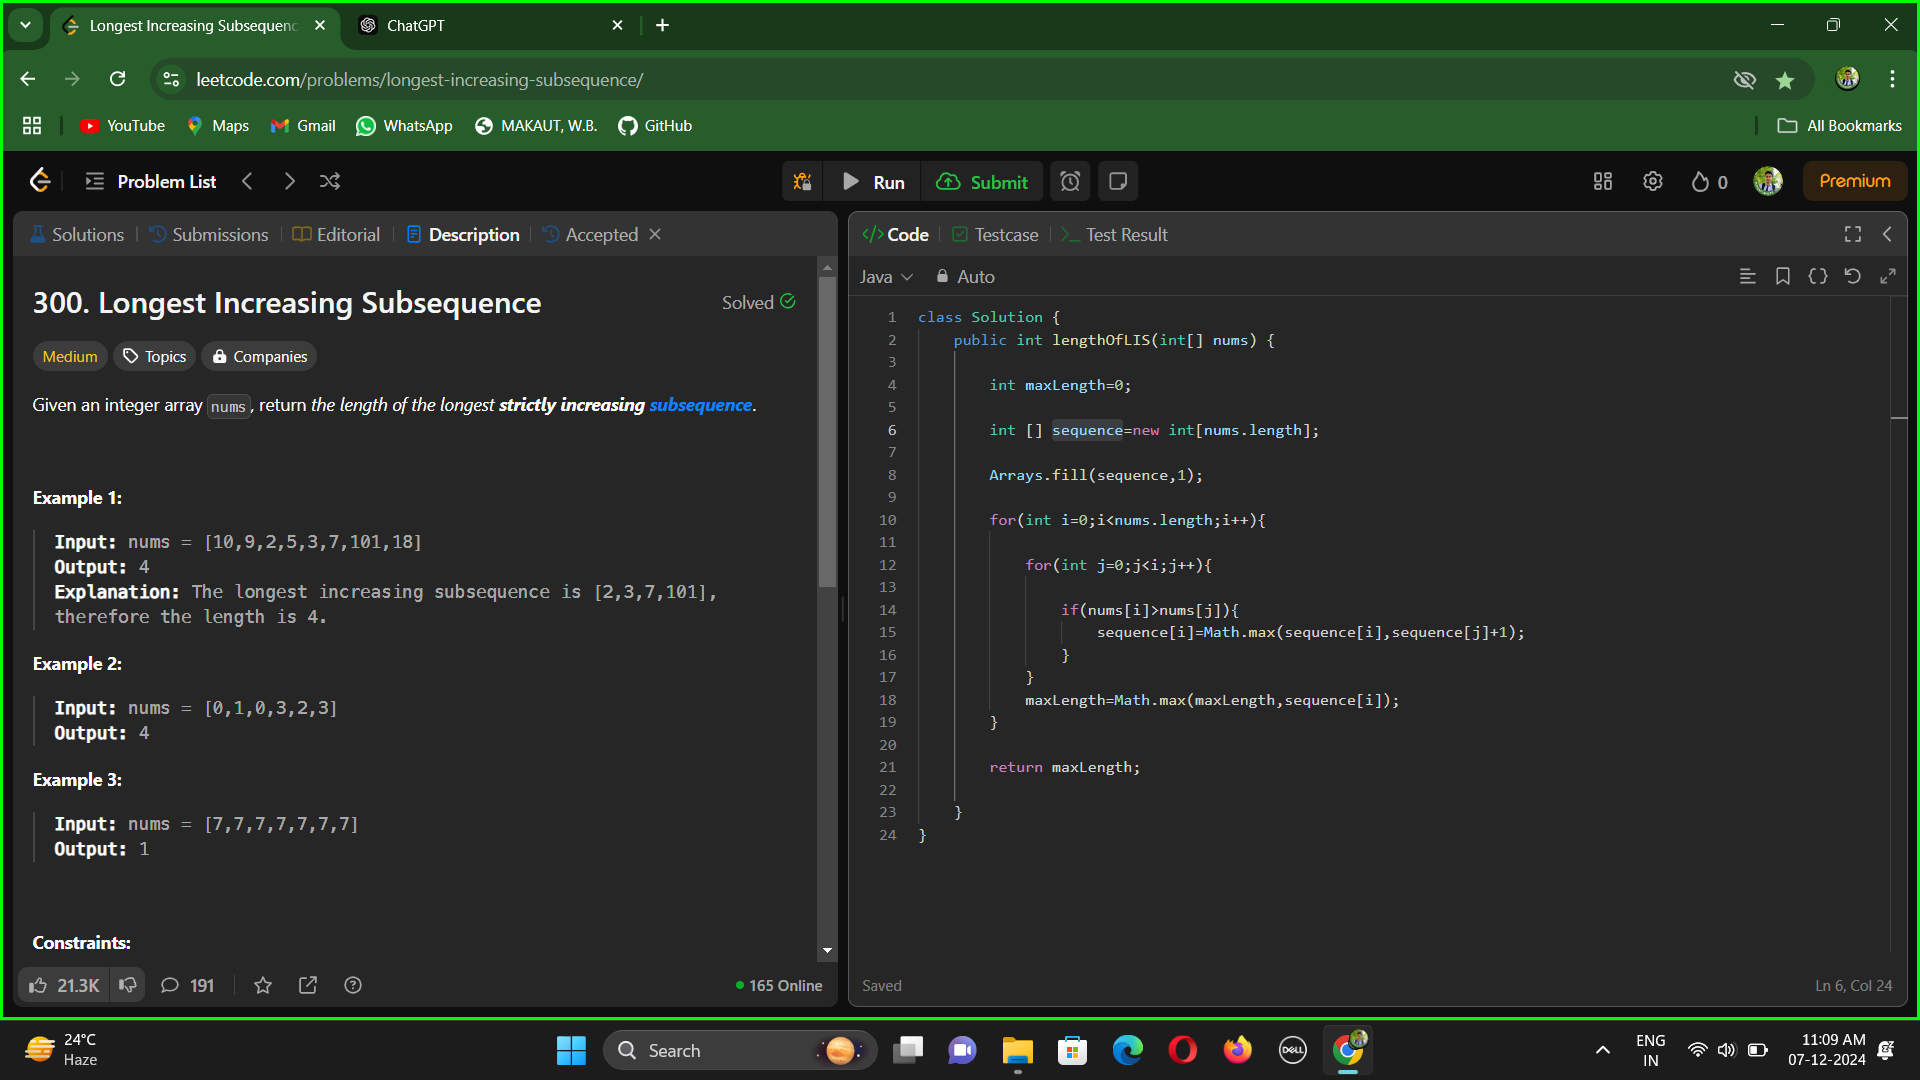 Longest Increasing Subsequenc
ChatGPT
leetcode.com/problems/longest-increasing-subsequence/
YouTube
Maps
Gmail
WhatsApp
MAKAUT, W.B.
GitHub
All Bookmarks
Problem List
Run
Submit
0
Premium
Solutions
Submissions
Editorial
Description
Accepted
300. Longest Increasing Subsequence
Solved
Medium
Topics
Companies
Given an integer array nums, return the length of the longest strictly increasing subsequence.
Example 1:
Input: nums = [10,9,2,5,3,7,101,18]
Output: 4
Explanation: The longest increasing subsequence is [2,3,7,101],
therefore the length is 4.
Example 2:
Input: nums = [0,1,0,3,2,3]
Output: 4
Example 3:
Input: nums = [7,7,7,7,7,7,7]
Output: 1
Constraints:
21.3K
191
165 Online
</> Code
Testcase
>_ Test Result
Java
Auto
1 class Solution {
2 public int lengthOfLIS(int[] nums) {
3
4 int maxLength=0;
5
6 int [] sequence=new int[nums.length];
7
8 Arrays.fill(sequence,1);
9
10 for(int i=0;i<nums.length;i++){
11
12 for(int j=0;j<i;j++){
13
14 if(nums[i]>nums[j]){
15 sequence[i]=Math.max(sequence[i],sequence[j]+1);
16 }
17 }
18 maxLength=Math.max(maxLength,sequence[i]);
19 }
20
21 return maxLength;
22
23 }
24 }
Saved
Ln 6, Col 24
24°C
Haze
Search
DELL
ENG
IN
11:09 AM
07-12-2024